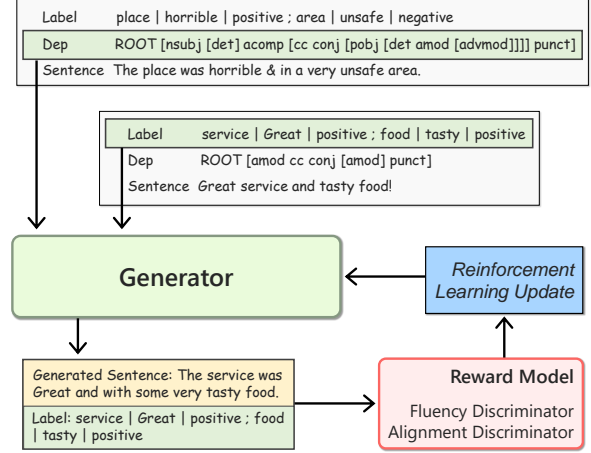 Label place | horrible | positive ; area | unsafe | negative
Dep ROOT [nsubj [det] acomp [cc conj [pobj [det amod [advmod]]]] punct]
Sentence The place was horrible & in a very unsafe area.
Label service | Great | positive ; food | tasty | positive
Dep ROOT [amod cc conj [amod] punct]
Sentence Great service and tasty food!
Generator
Reinforcement
Learning Update
Generated Sentence: The service was
Great and with some very tasty food.
Label: service | Great | positive ; food
| tasty | positive
Reward Model
Fluency Discriminator
Alignment Discriminator